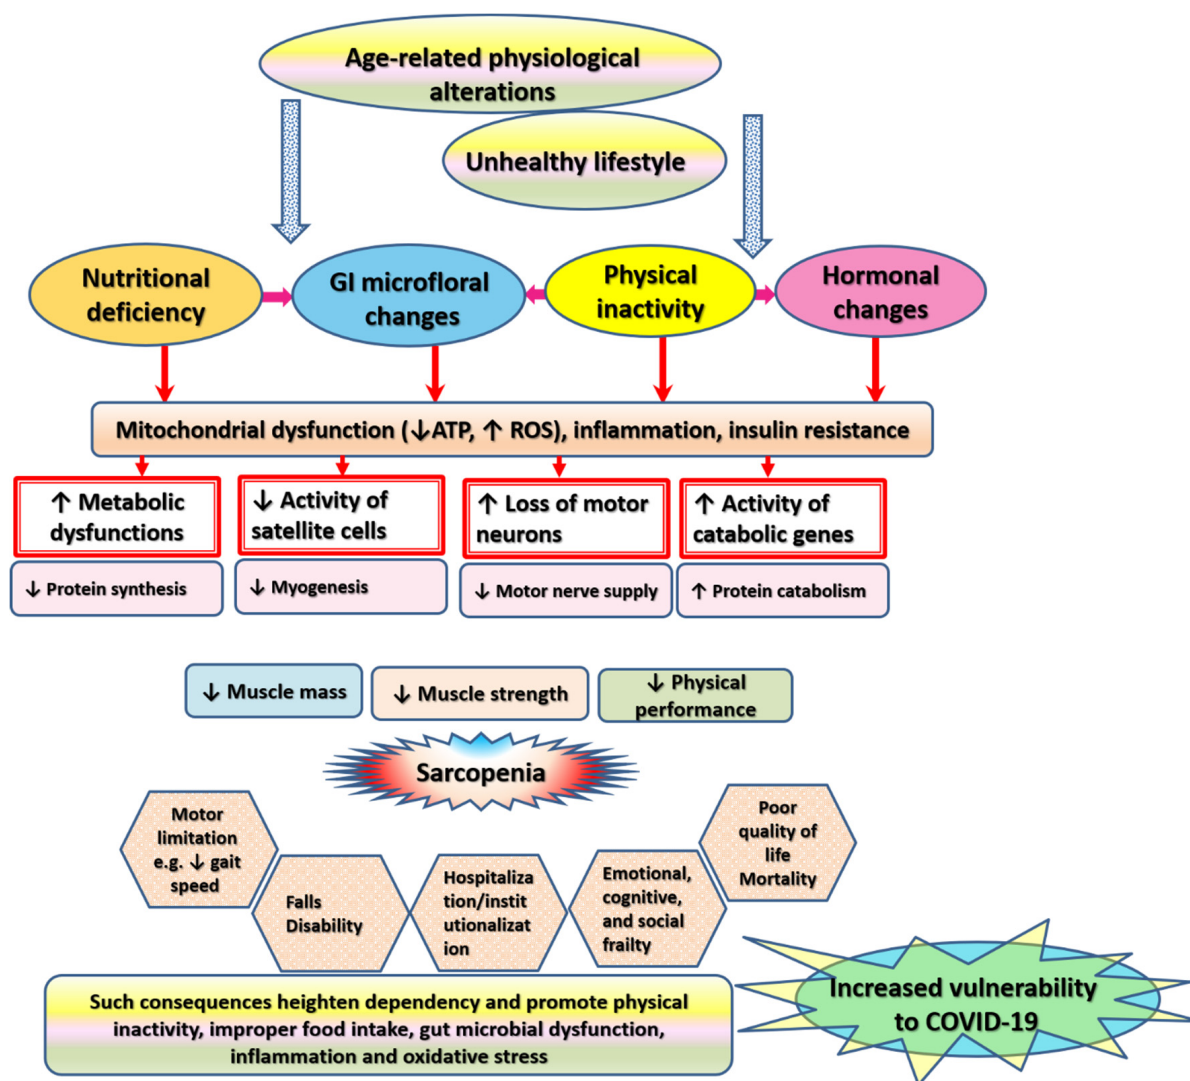 Age-related physiological
alterations
Unhealthy lifestyle
Nutritional
deficiency
GI microfloral
changes
Physical
inactivity
Hormonal
changes
Mitochondrial dysfunction (↓ATP, ↑ ROS), inflammation, insulin resistance
↑ Metabolic
dysfunctions
↓ Activity of
satellite cells
↑ Loss of motor
neurons
↑ Activity of
catabolic genes
↓ Protein synthesis
↓ Myogenesis
↓ Motor nerve supply
↑ Protein catabolism
↓ Muscle mass
↓ Muscle strength
↓ Physical
performance
Sarcopenia
Motor
limitation
e.g. ↓ gait
speed
Falls
Disability
Hospitaliza
tion/instit
utionalizat
ion
Emotional,
cognitive,
and social
frailty
Poor
quality of
life
Mortality
Such consequences heighten dependency and promote physical
inactivity, improper food intake, gut microbial dysfunction,
inflammation and oxidative stress
Increased vulnerability
to COVID-19